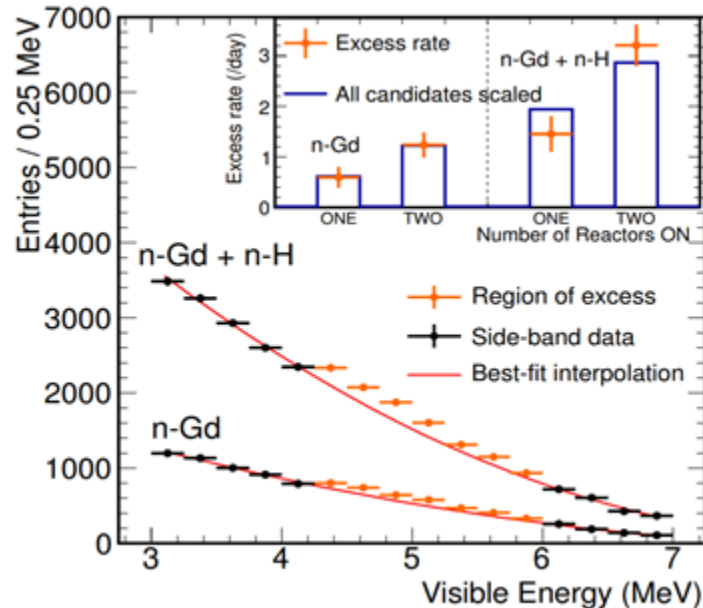 7000
6000
5000
4000
3000
2000
1000
0
Entries / 0.25 MeV
Excess rate (/day)
3
2
1
0
Excess rate
All candidates scaled
n-Gd
n-Gd + n-H
ONE
TWO
ONE
TWO
Number of Reactors ON
n-Gd + n-H
n-Gd
Region of excess
Side-band data
Best-fit interpolation
3
4
5
6
7
Visible Energy (MeV)